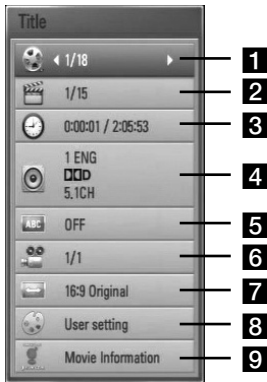 Title
1/18 1
1/15 2
0:00:01 / 2:05:53 3
1 ENG
DD D 4
5.1CH
ABC OFF 5
1/1 6
16:9 Original 7
User setting 8
Movie Information 9